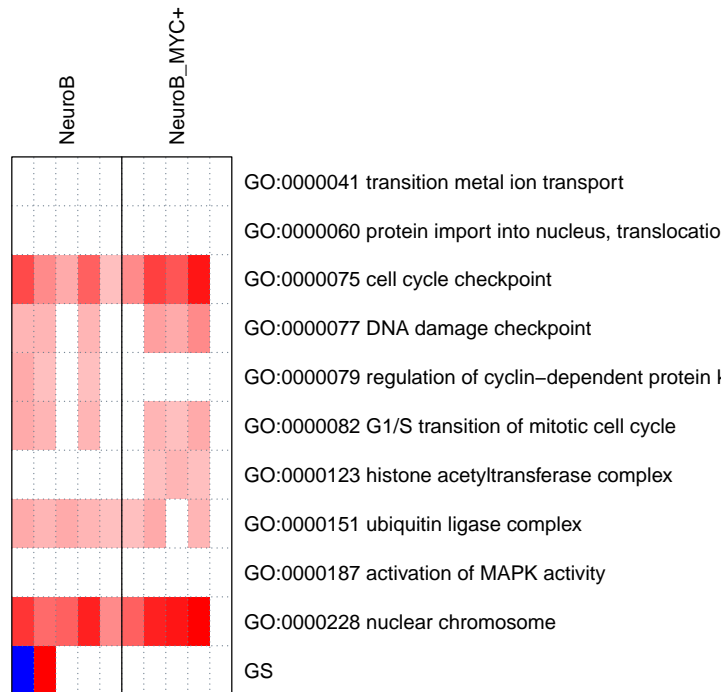 NeuroB
NeuroB_MYC+
GO:0000041 transition metal ion transport
GO:0000060 protein import into nucleus, translocatio
GO:0000075 cell cycle checkpoint
GO:0000077 DNA damage checkpoint
GO:0000079 regulation of cyclin−dependent protein k
GO:0000082 G1/S transition of mitotic cell cycle
GO:0000123 histone acetyltransferase complex
GO:0000151 ubiquitin ligase complex
GO:0000187 activation of MAPK activity
GO:0000228 nuclear chromosome
GS